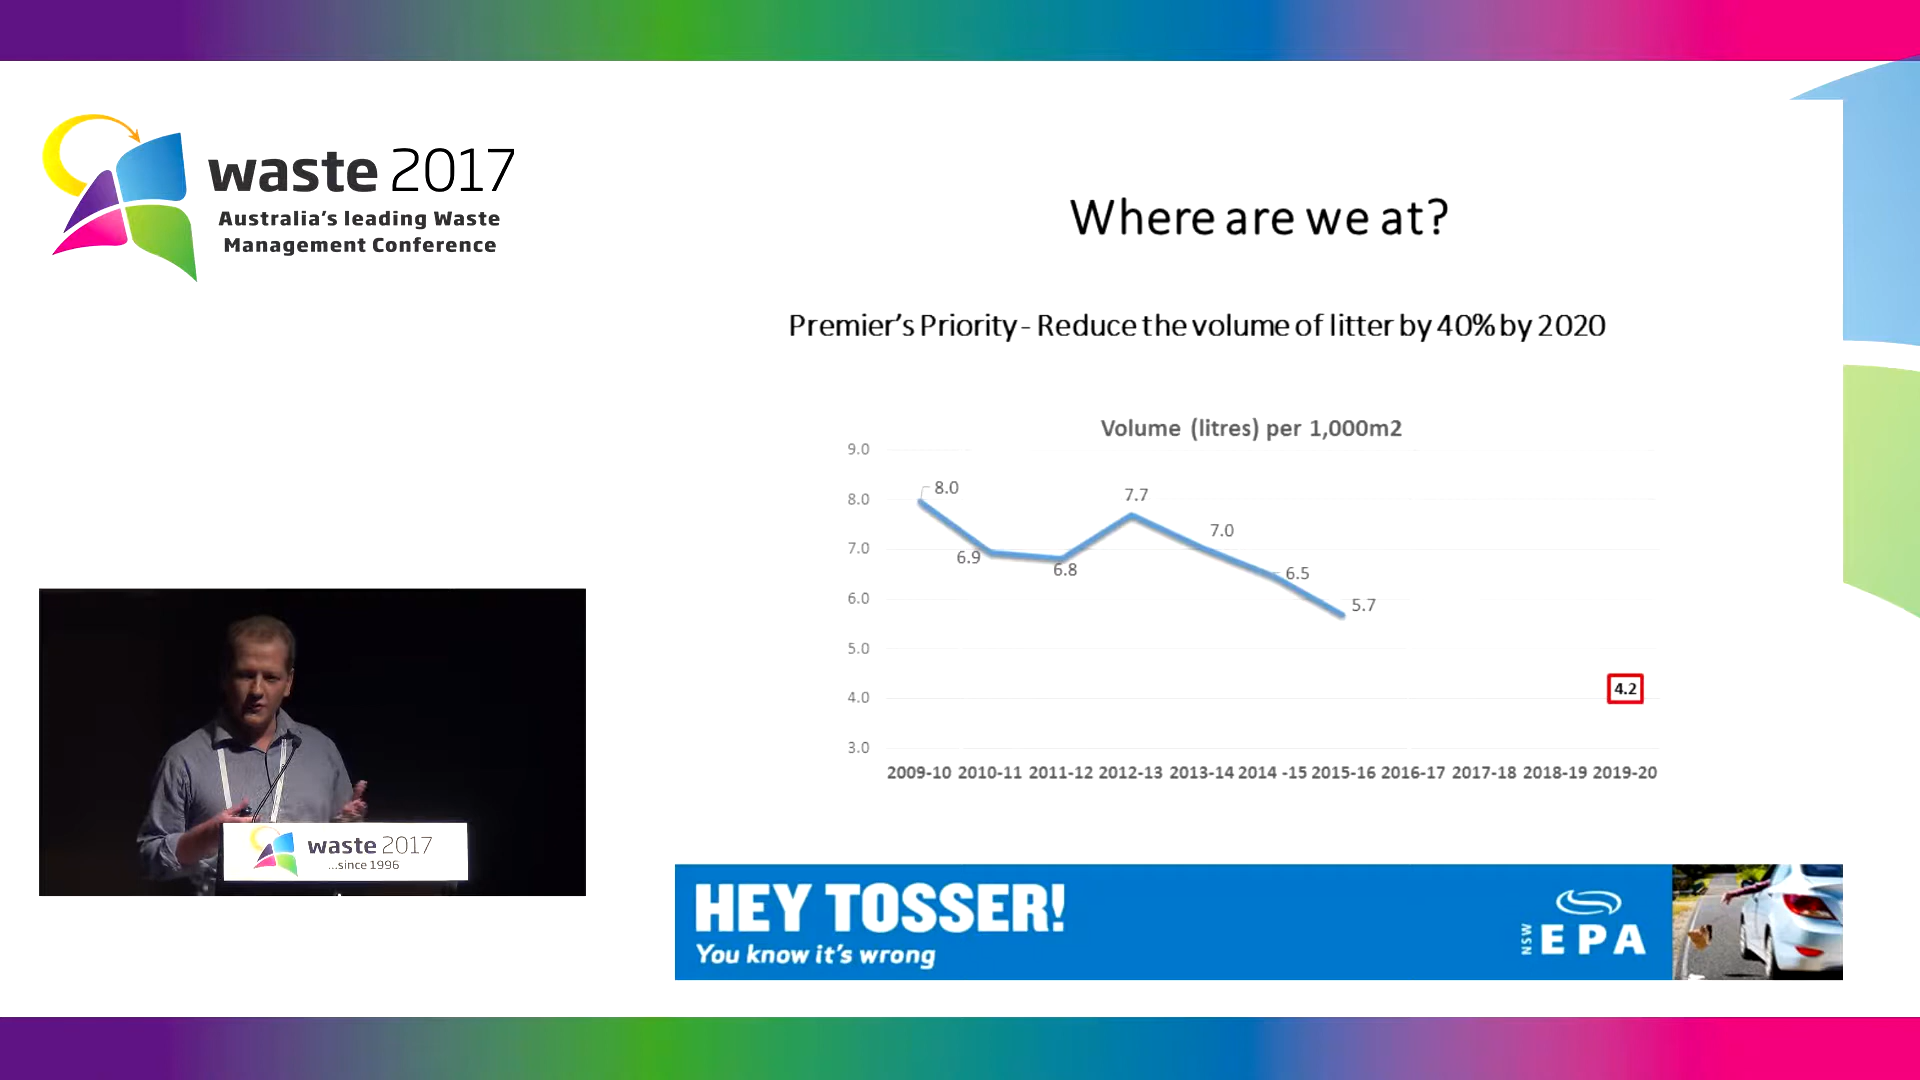 waste 2017
Australia's leading Waste
Management Conference
Where are we at?
Premier's Priority - Reduce the volume of litter by 40% by 2020
Volume (litres) per 1,000m2
9.0
8.0
7.0
6.0
5.0
4.0
3.0
8.0
6.9
6.8
7.7
7.0
6.5
5.7
4.2
2009-10 2010-11 2011-12 2012-13 2013-14 2014 -15 2015-16 2016-17 2017-18 2018-19 2019-20
waste 2017
...since 1996
HEY TOSSER!
You know it's wrong
NSW EPA